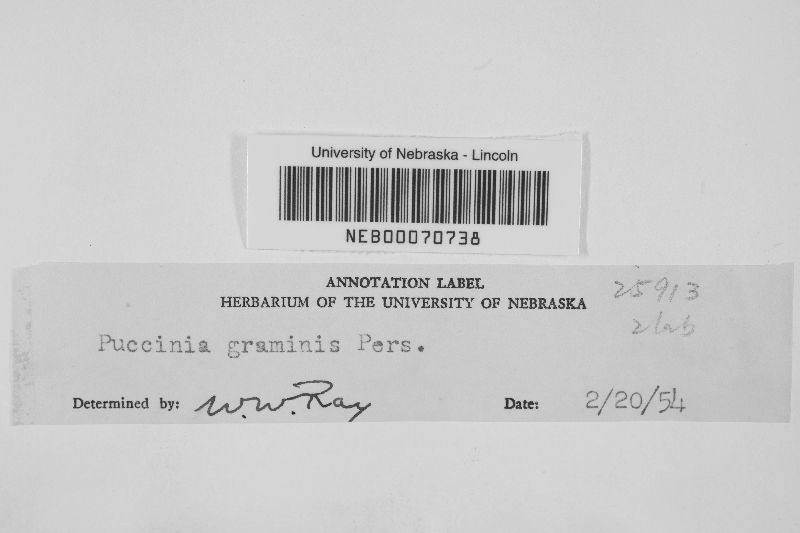 University of Nebraska - Lincoln
NEB00070738
ANNOTATION LABEL
HERBARIUM OF THE UNIVERSITY OF NEBRASKA
25913
2lab
Puccinia graminis Pers.
Determined by: W.W. Ray
Date: 2/20/54